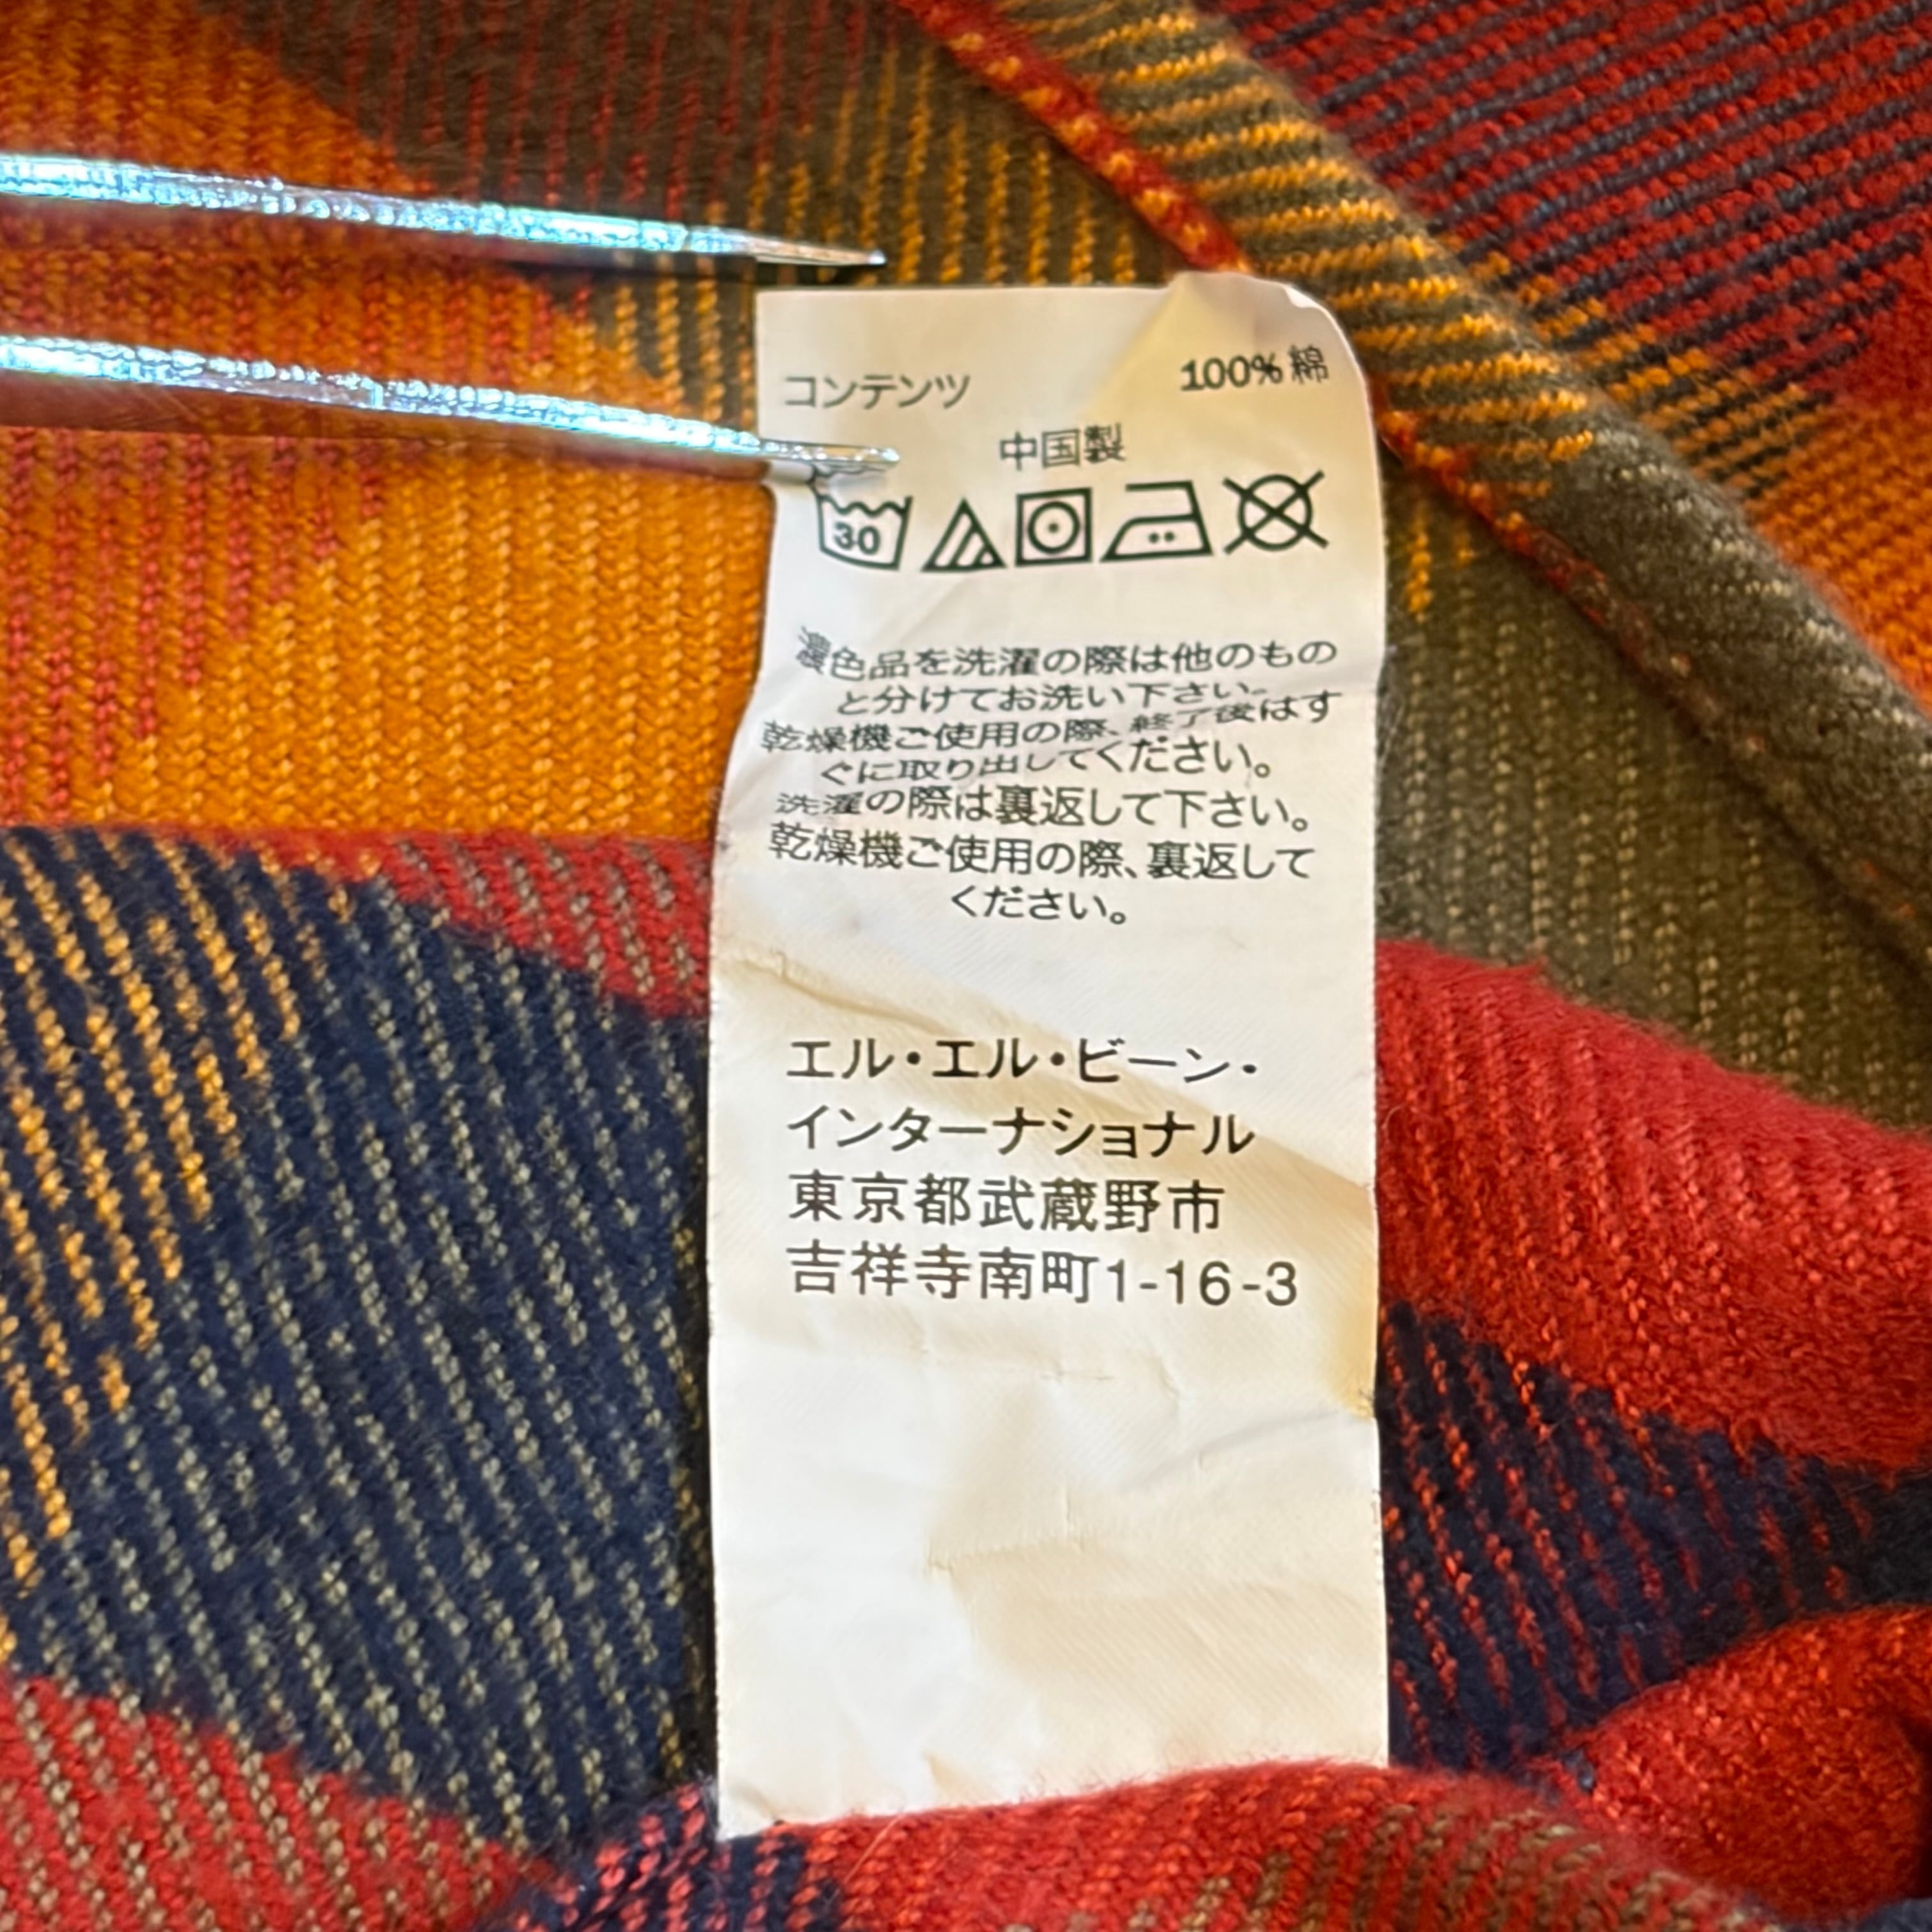 コンテンツ 100% 綿
中国製
30
濃色品を洗濯の際は他のもの
と分けてお洗い下さい。
乾燥機ご使用の際、終了後はす
ぐに取り出してください。
洗濯の際は裏返して下さい。
乾燥機ご使用の際、裏返して
ください。
エル・エル・ビーン・
インターナショナル
東京都武蔵野市
吉祥寺南町1-16-3